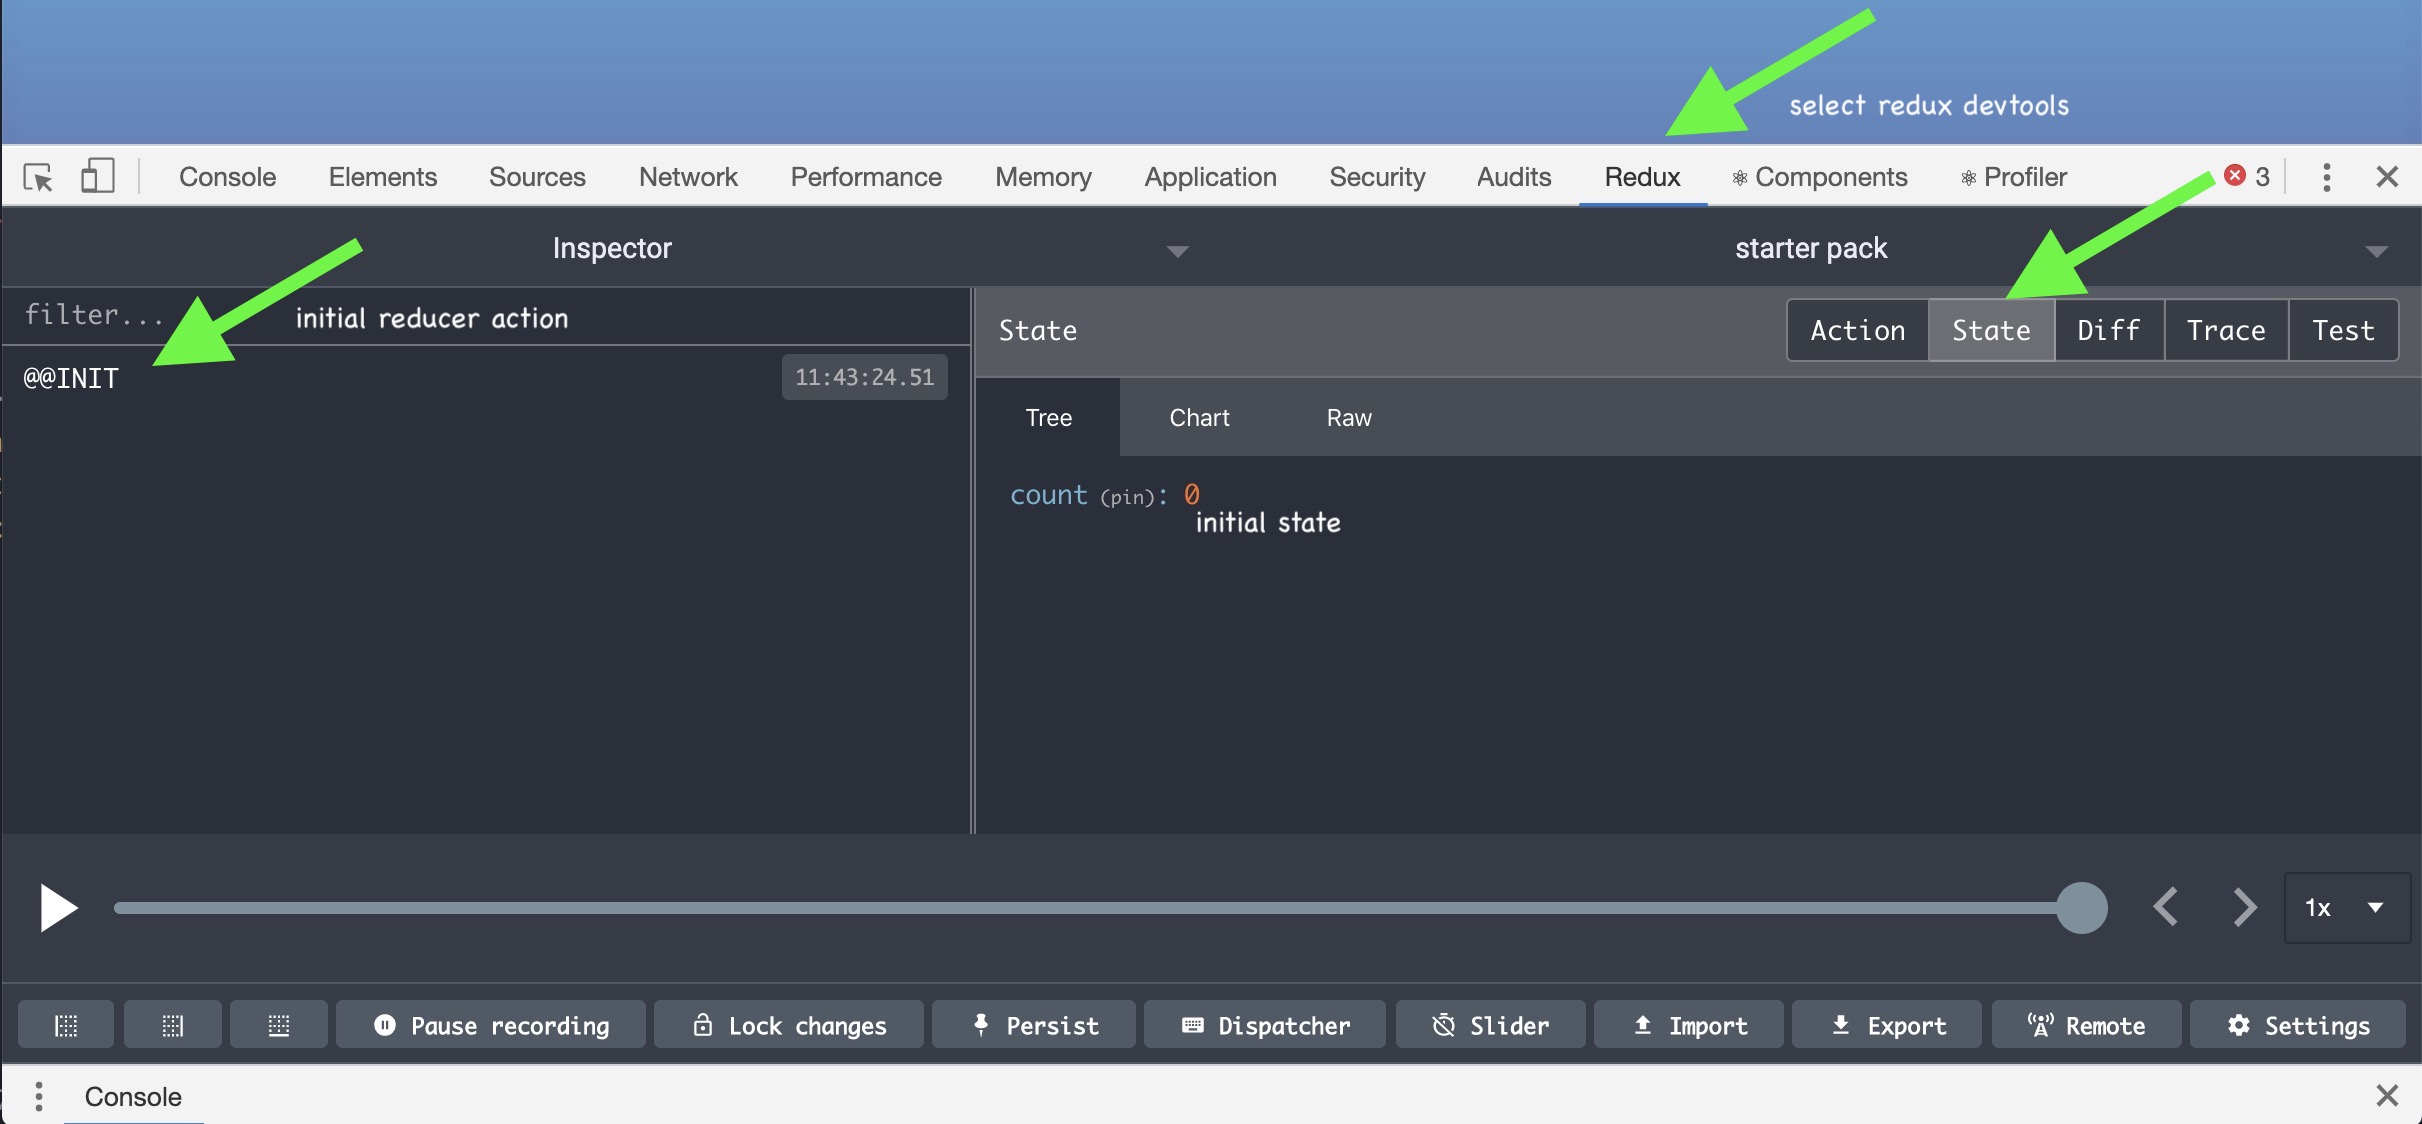 select redux devtools
Console Elements Sources Network Performance Memory Application Security Audits Redux Components Profiler 3
Inspector starter pack
filter... initial reducer action
State Action State Diff Trace Test
@@INIT 11:43:24.51
Tree Chart Raw
count (pin): 0
initial state
1x
Pause recording Lock changes Persist Dispatcher Slider Import Export Remote Settings
Console